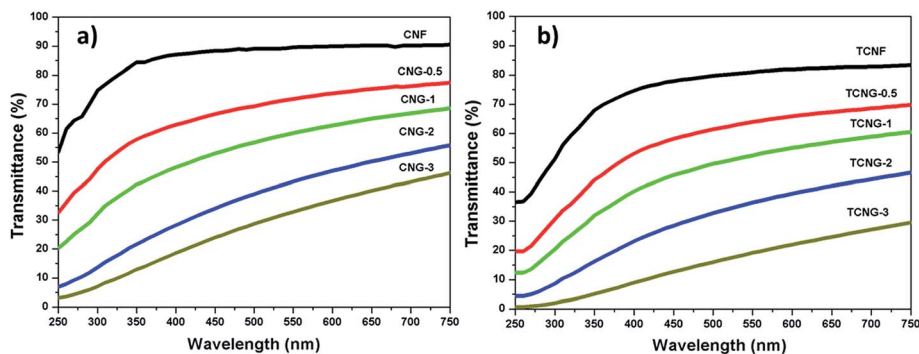 a)
CNF
CNG-0.5
CNG-1
CNG-2
CNG-3
Transmittance (%)
100
90
80
70
60
50
40
30
20
10
0
250 300 350 400 450 500 550 600 650 700 750
Wavelength (nm)
b)
TCNF
TCNG-0.5
TCNG-1
TCNG-2
TCNG-3
Transmittance (%)
100
90
80
70
60
50
40
30
20
10
0
250 300 350 400 450 500 550 600 650 700 750
Wavelength (nm)